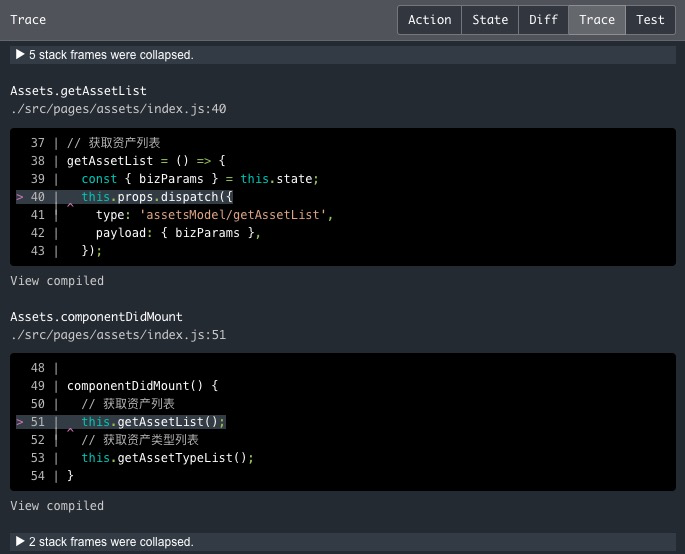 Trace Action State Diff Trace Test
▶ 5 stack frames were collapsed.
Assets.getAssetList
./src/pages/assets/index.js:40
37 | // 获取资产列表
38 | getAssetList = () => {
39 |   const { bizParams } = this.state;
> 40 |   this.props.dispatch({
| ^
41 |     type: 'assetsModel/getAssetList',
42 |     payload: { bizParams },
43 |   });
View compiled
Assets.componentDidMount
./src/pages/assets/index.js:51
48 |
49 | componentDidMount() {
50 |   // 获取资产列表
> 51 |   this.getAssetList();
| ^
52 |   // 获取资产类型列表
53 |   this.getAssetTypeList();
54 | }
View compiled
▶ 2 stack frames were collapsed.